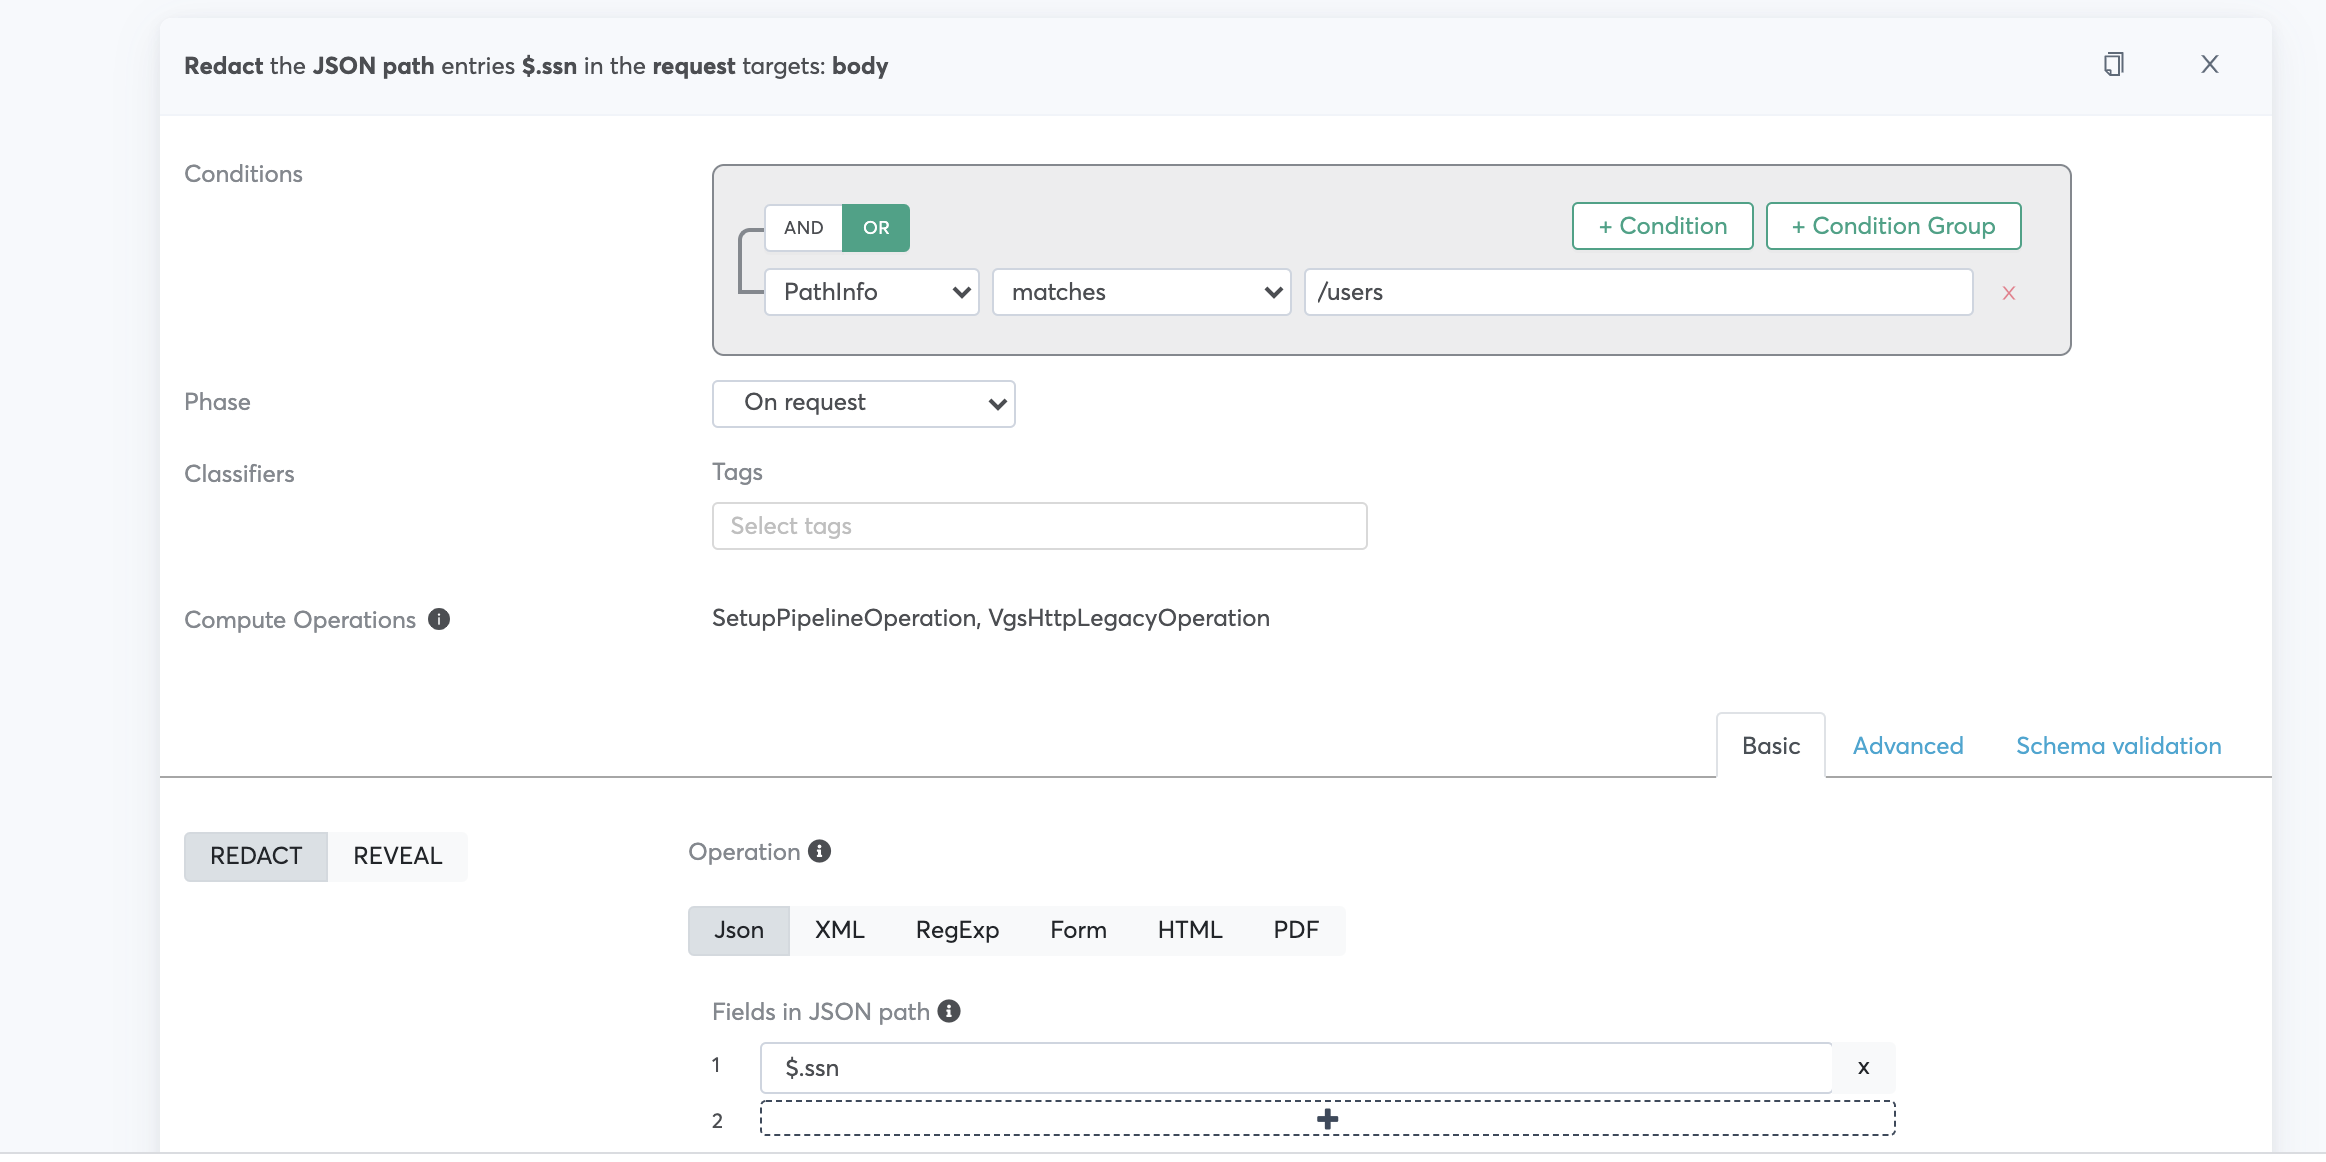 Redact the JSON path entries $.ssn in the request targets: body
X
Conditions
AND OR
+ Condition
+ Condition Group
PathInfo
matches
/users
x
Phase
On request
Classifiers
Tags
Select tags
Compute Operations
SetupPipelineOperation, VgsHttpLegacyOperation
Basic
Advanced
Schema validation
REDACT
REVEAL
Operation
Json
XML
RegExp
Form
HTML
PDF
Fields in JSON path
1
$.ssn
x
2
+